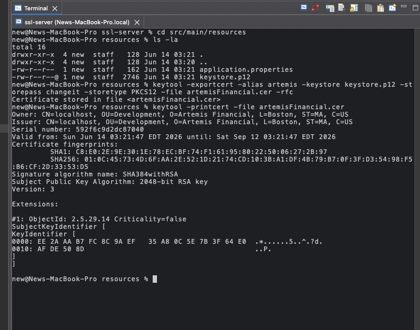 Terminal
ssl-server (News-MacBook-Pro.local)
new@News-MacBook-Pro ssl-server % cd src/main/resources
new@News-MacBook-Pro resources % ls -la
total 16
drwxr-xr-x  4 new  staff   128 Jun 14 03:21 .
drwxr-xr-x  4 new  staff   128 Jun 14 03:20 ..
-rw-r--r--  1 new  staff   162 Jun 14 03:21 application.properties
-rw-r--r--@ 1 new  staff  2746 Jun 14 03:21 keystore.p12
new@News-MacBook-Pro resources % keytool -exportcert -alias artemis -keystore keystore.p12 -st
orepass changeit -storetype PKCS12 -file artemisFinancial.cer -rfc
Certificate stored in file <artemisFinancial.cer>
new@News-MacBook-Pro resources % keytool -printcert -file artemisFinancial.cer
Owner: CN=localhost, OU=Development, O=Artemis Financial, L=Boston, ST=MA, C=US
Issuer: CN=localhost, OU=Development, O=Artemis Financial, L=Boston, ST=MA, C=US
Serial number: 592f6c9d2dc87040
Valid from: Sun Jun 14 03:21:47 EDT 2026 until: Sat Sep 12 03:21:47 EDT 2026
Certificate fingerprints:
SHA1: C8:E0:2E:9E:30:1E:78:EC:BF:74:F1:61:95:80:22:50:06:27:2B:97
SHA256: 01:0C:45:73:4D:6F:AA:2E:52:1D:21:74:CD:10:3B:A1:DF:4B:79:B7:0F:3F:D3:54:98:F5
:B6:CF:2D:33:53:D5
Signature algorithm name: SHA384withRSA
Subject Public Key Algorithm: 2048-bit RSA key
Version: 3
Extensions:
#1: ObjectId: 2.5.29.14 Criticality=false
SubjectKeyIdentifier [
KeyIdentifier [
0000: EE 2A AA B7 FC 8C 9A EF   35 A8 0C 5E 7B 3F 64 E0  .*......5..^.?d.
0010: AF DE 50 8D                                        ..P.
]
]
new@News-MacBook-Pro resources %